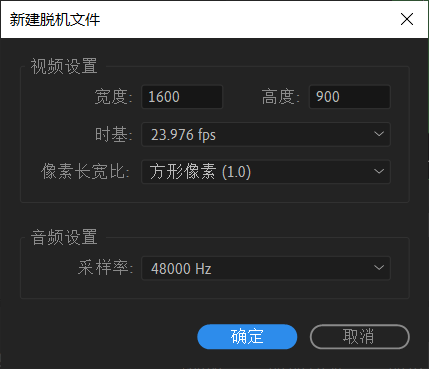 新建脱机文件
视频设置
宽度: 1600 高度: 900
时基: 23.976 fps
像素长宽比: 方形像素 (1.0)
音频设置
采样率: 48000 Hz
确定 取消